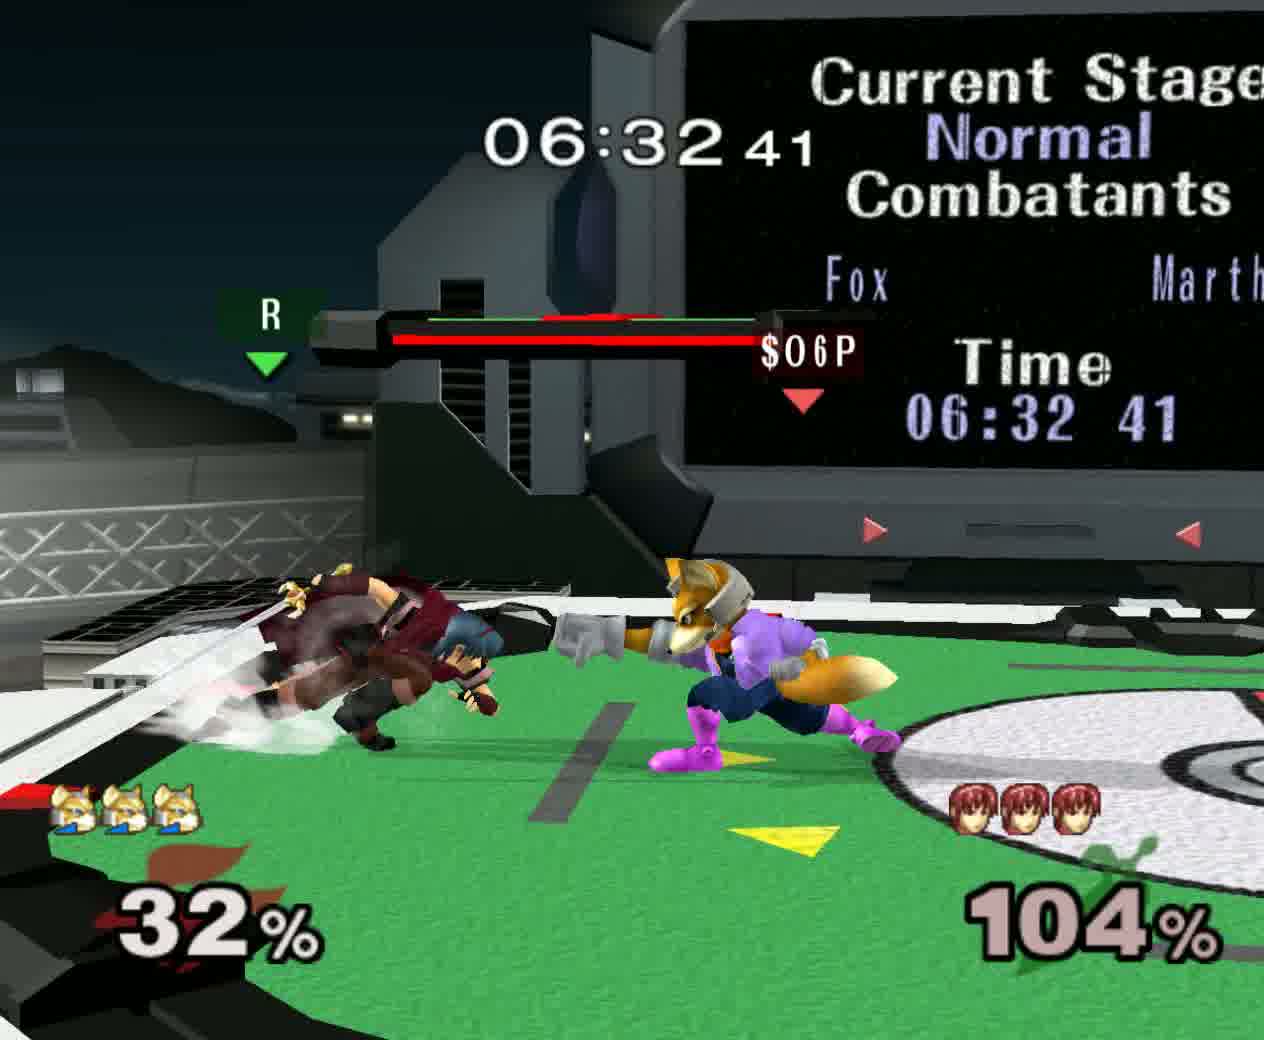 Current Stage
Normal
Combatants
Fox Marth
Time
06:32 41
06:32 41
R
$06P
32%
104%